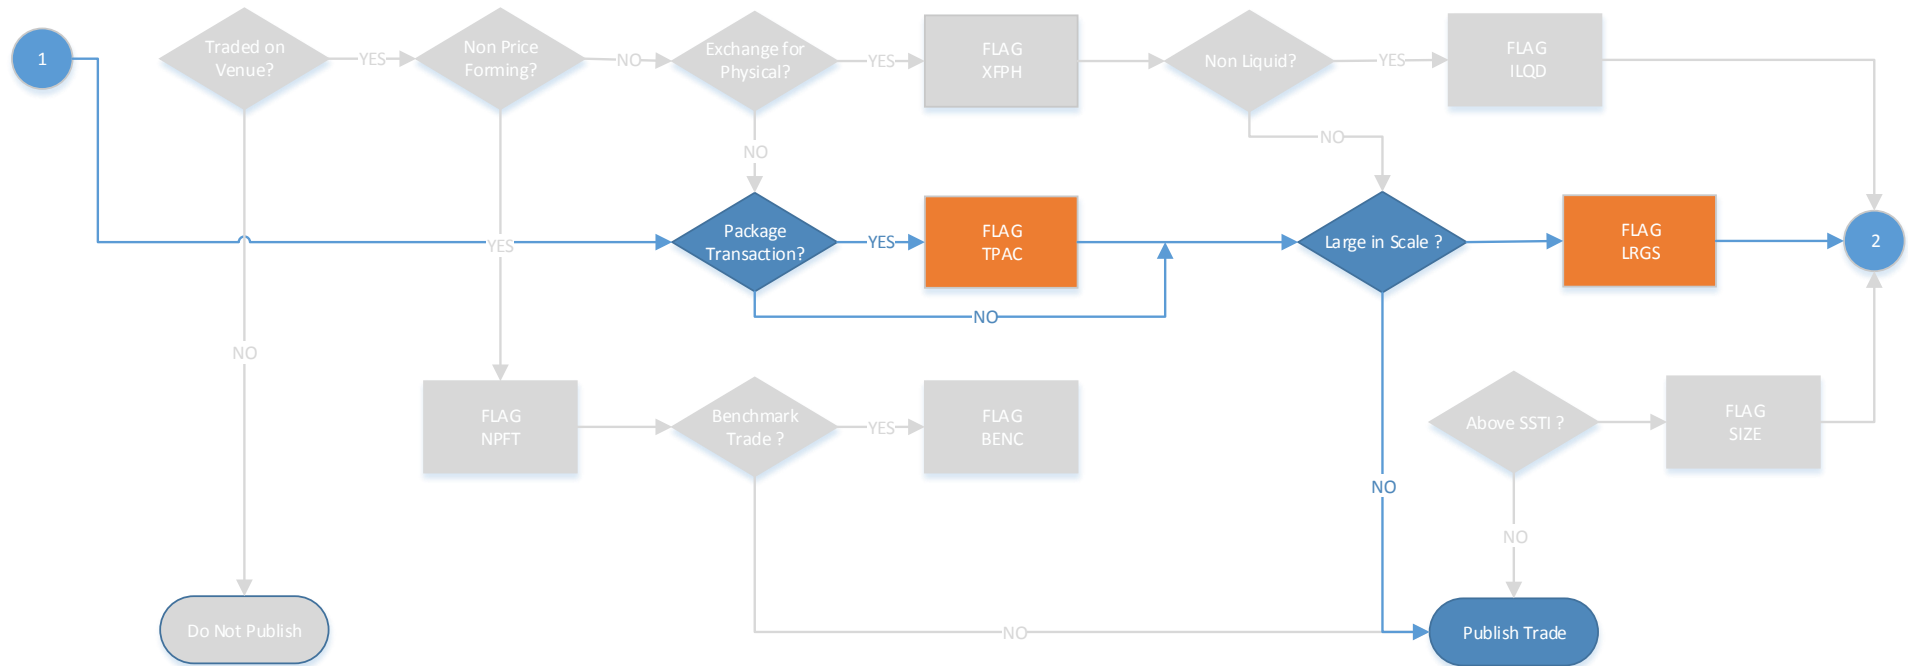 1
Traded on
Venue?
YES
Non Price
Forming?
NO
Exchange for
Physical?
YES
FLAG
XFPH
Non Liquid?
YES
FLAG
ILQD
NO
NO
YES
Package
Transaction?
YES
FLAG
TPAC
Large in Scale ?
FLAG
LRGS
2
NO
NO
FLAG
NPFT
Benchmark
Trade ?
YES
FLAG
BENC
Above SSTI ?
FLAG
SIZE
NO
NO
Do Not Publish
NO
Publish Trade